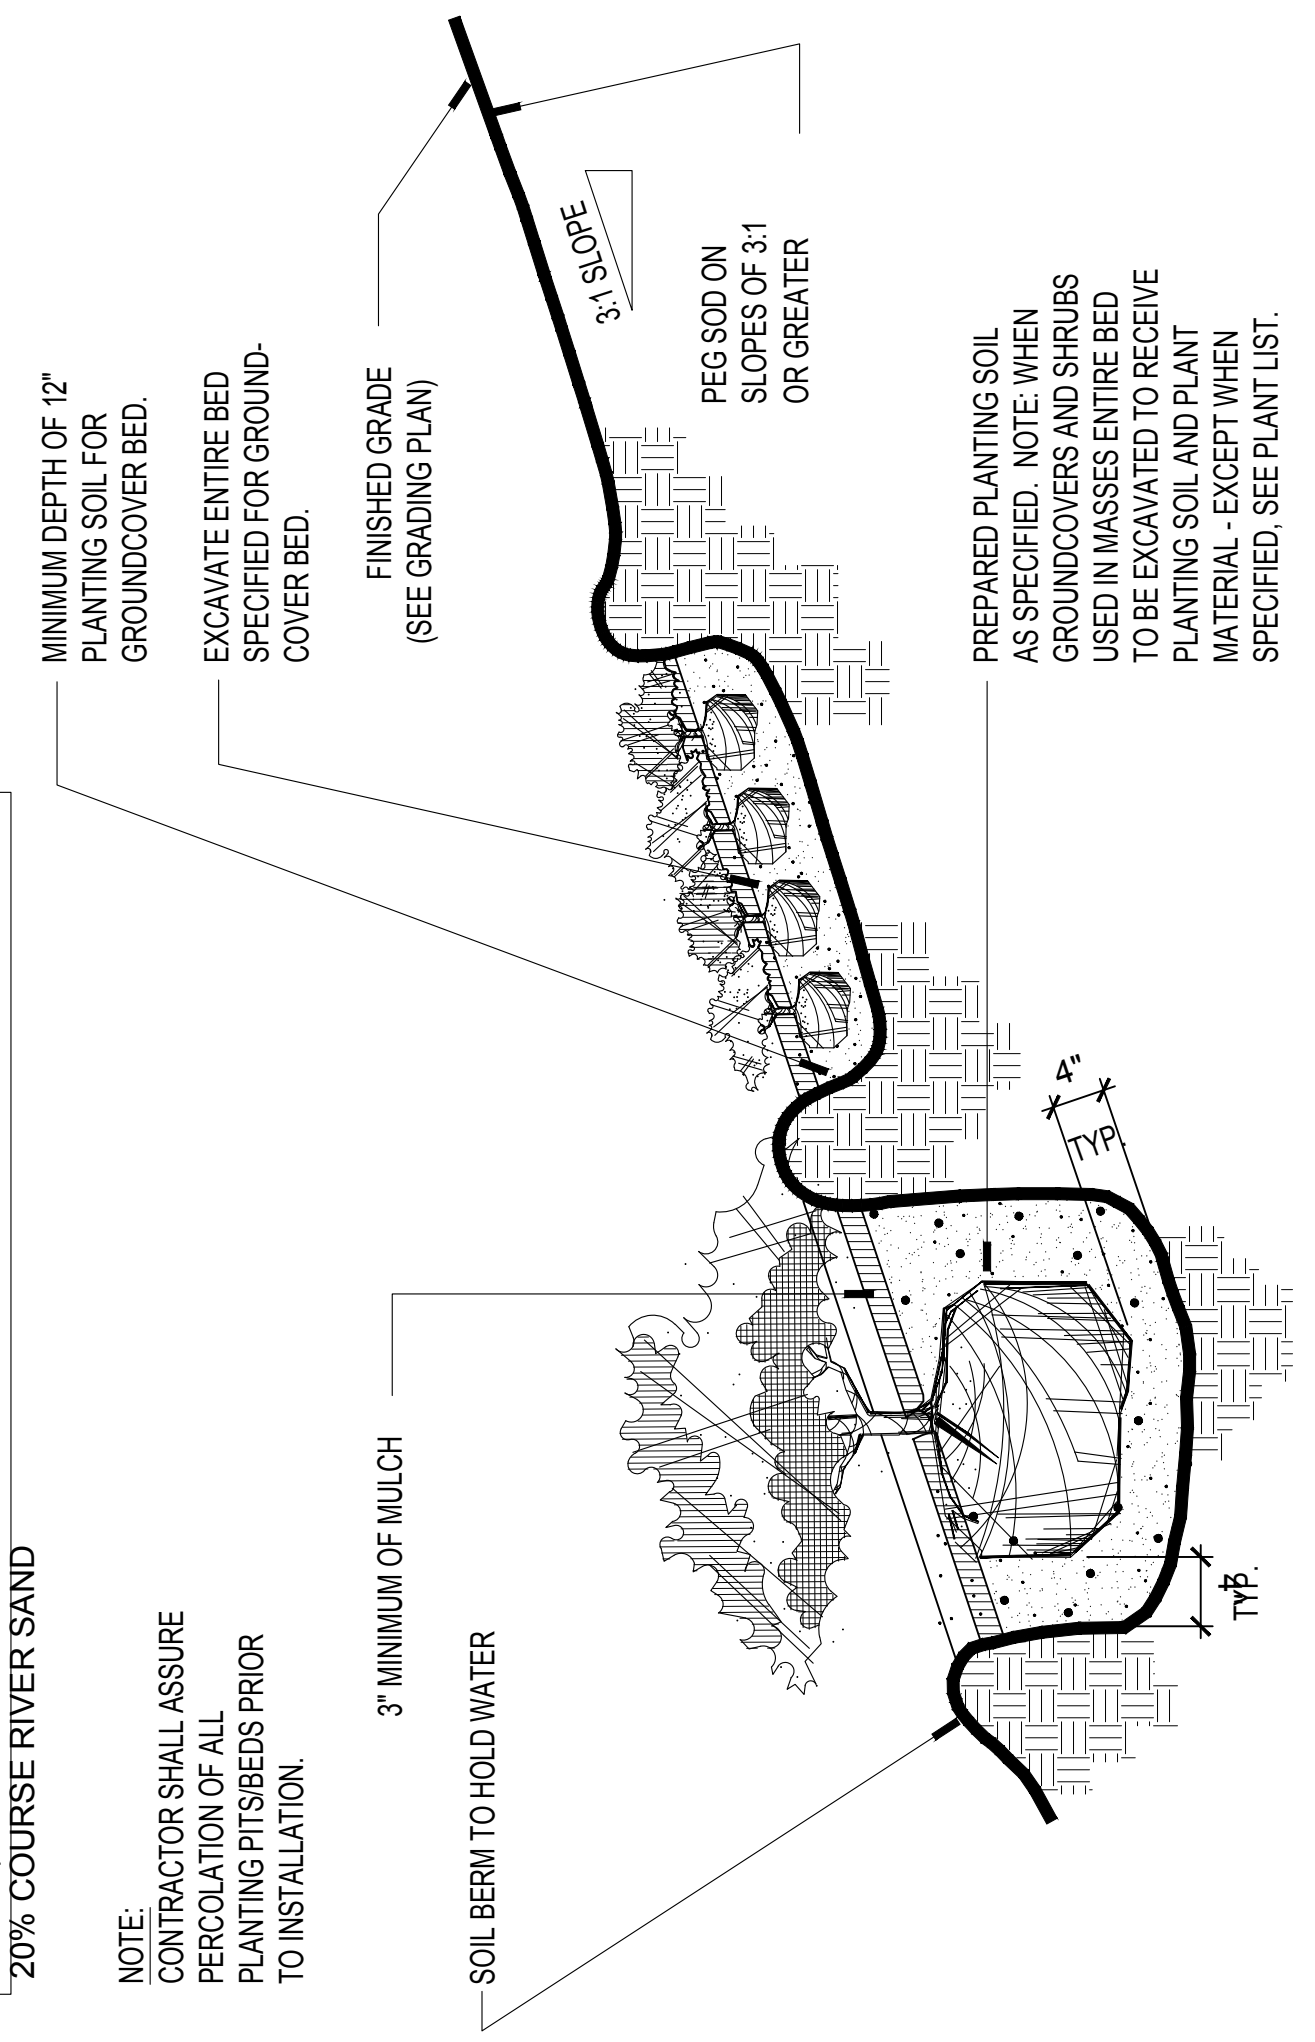 20% COURSE RIVER SAND
NOTE:
CONTRACTOR SHALL ASSURE
PERCOLATION OF ALL
PLANTING PITS/BEDS PRIOR
TO INSTALLATION.
3" MINIMUM OF MULCH
SOIL BERM TO HOLD WATER
MINIMUM DEPTH OF 12"
PLANTING SOIL FOR
GROUNDCOVER BED.
EXCAVATE ENTIRE BED
SPECIFIED FOR GROUND-
COVER BED.
FINISHED GRADE
(SEE GRADING PLAN)
3:1 SLOPE
PEG SOD ON
SLOPES OF 3:1
OR GREATER
PREPARED PLANTING SOIL
AS SPECIFIED. NOTE: WHEN
GROUNDCOVERS AND SHRUBS
USED IN MASSES ENTIRE BED
TO BE EXCAVATED TO RECEIVE
PLANTING SOIL AND PLANT
MATERIAL - EXCEPT WHEN
SPECIFIED, SEE PLANT LIST.
4"
TYP.
TYP.